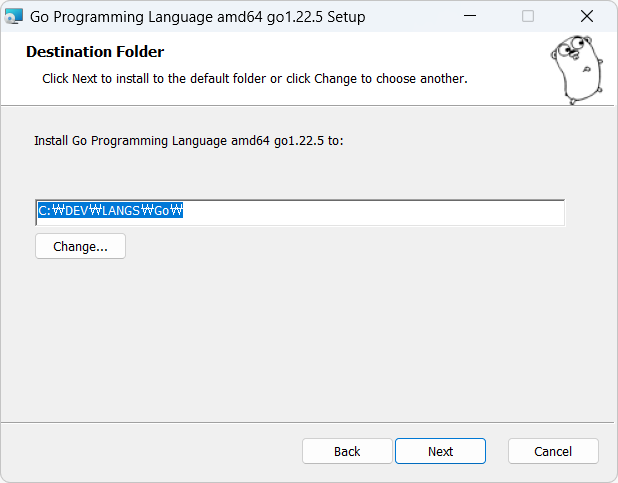 Go Programming Language amd64 go1.22.5 Setup
Destination Folder
Click Next to install to the default folder or click Change to choose another.
Install Go Programming Language amd64 go1.22.5 to:
C:₩DEV₩LANGS₩Go₩
Change...
Back
Next
Cancel